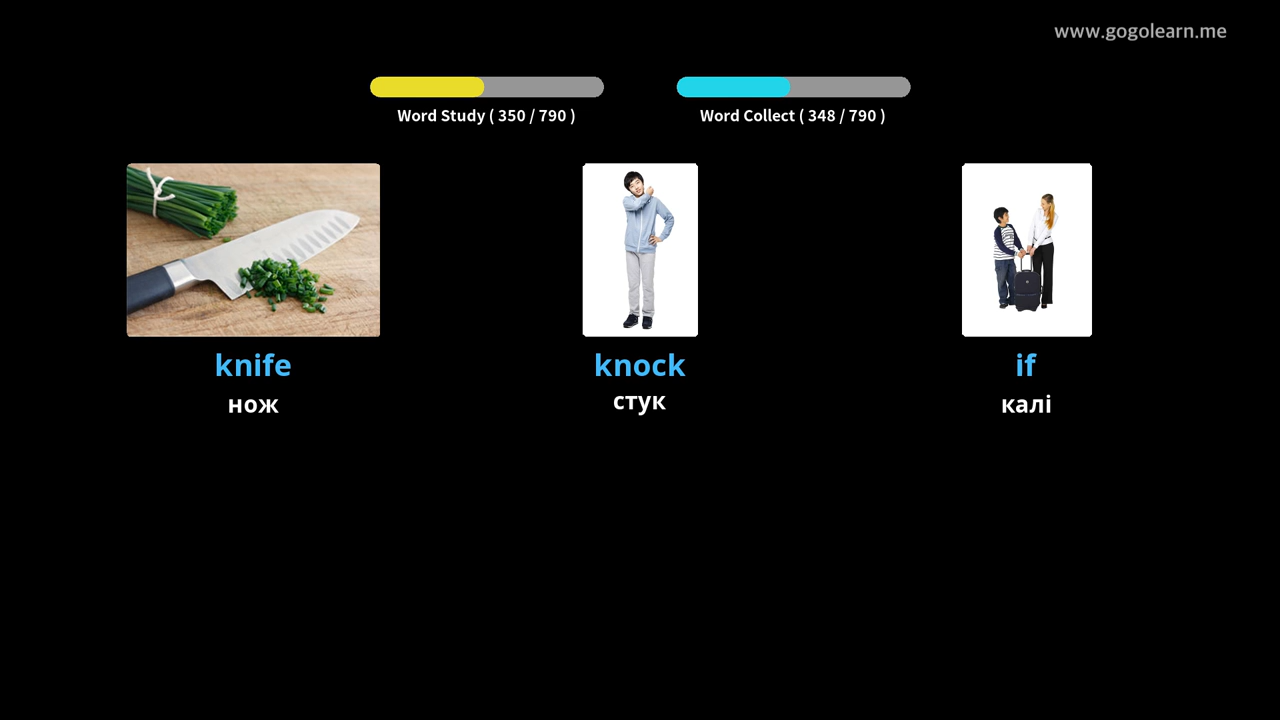 www.gogolearn.me
Word Study ( 350 / 790 )
Word Collect ( 348 / 790 )
knife
нож
knock
стук
if
калі